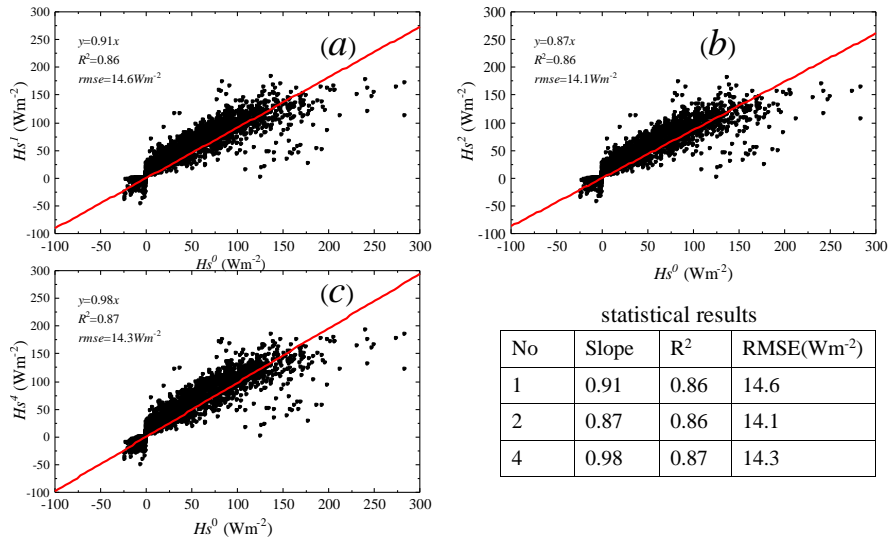 (a)
y=0.91x
R²=0.86
rmse=14.6Wm⁻²
Hs¹ (Wm⁻²)
300
250
200
150
100
50
0
-50
-100
-100 -50 0 50 100 150 200 250 300
Hs⁰ (Wm⁻²)
(b)
y=0.87x
R²=0.86
rmse=14.1Wm⁻²
Hs² (Wm⁻²)
300
250
200
150
100
50
0
-50
-100
-100 -50 0 50 100 150 200 250 300
Hs⁰ (Wm⁻²)
(c)
y=0.98x
R²=0.87
rmse=14.3Wm⁻²
Hs⁴ (Wm⁻²)
300
250
200
150
100
50
0
-50
-100
-100 -50 0 50 100 150 200 250 300
Hs⁰ (Wm⁻²)
statistical results
No Slope R² RMSE(Wm⁻²)
1 0.91 0.86 14.6
2 0.87 0.86 14.1
4 0.98 0.87 14.3